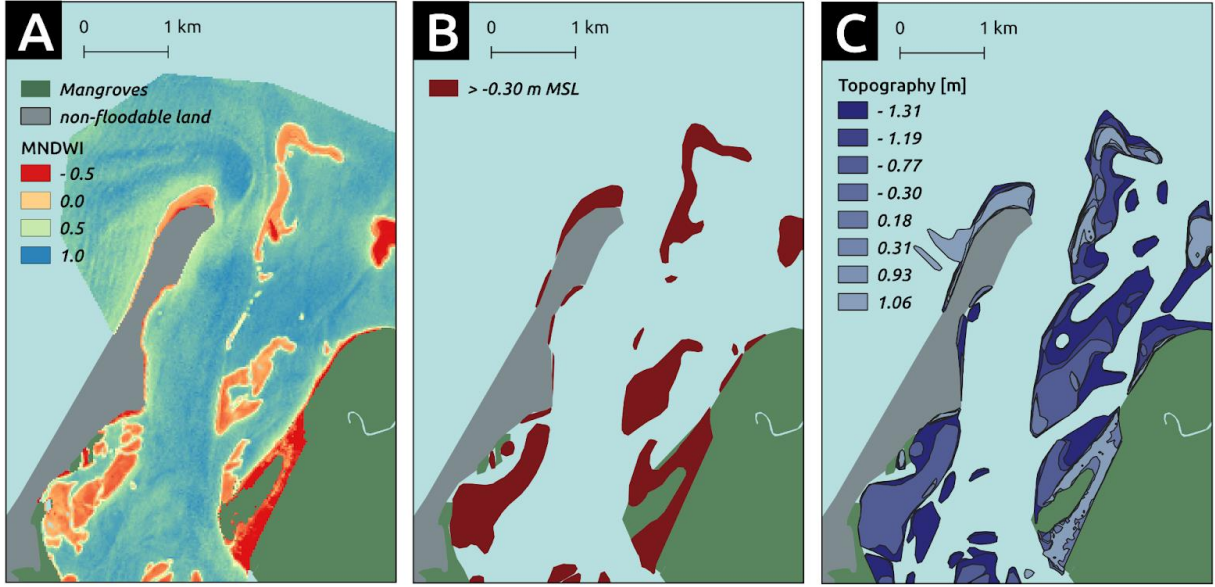 A
0 1 km
Mangroves
non-floodable land
MNDWI
- 0.5
0.0
0.5
1.0
B
0 1 km
> -0.30 m MSL
C
0 1 km
Topography [m]
- 1.31
- 1.19
- 0.77
- 0.30
0.18
0.31
0.93
1.06